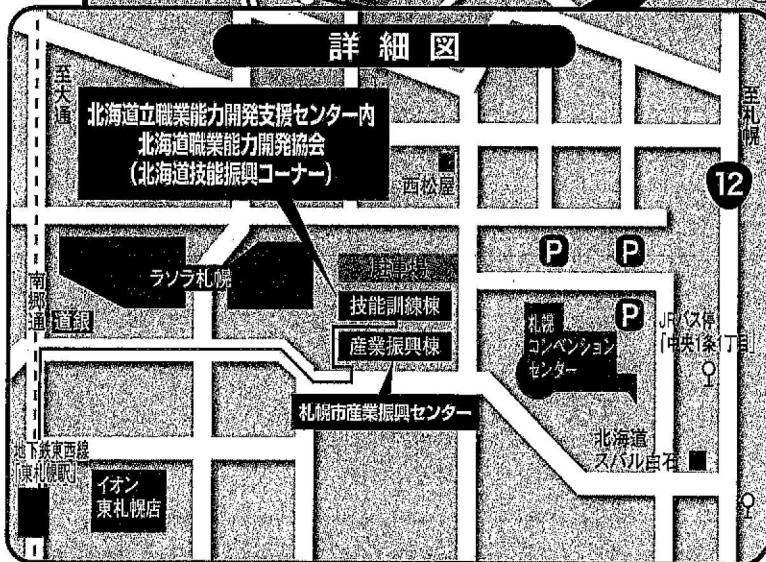 詳細図
至大通
北海道立職業能力開発支援センター内
北海道職業能力開発協会
(北海道技能振興コーナー)
至札幌
12
西松屋
P
P
ラソラ札幌
駐車場
南郷通
道銀
技能訓練棟
産業振興棟
札幌
コンベンション
センター
P
JRバス停
「中央1条1丁目」
札幌市産業振興センター
北海道
スバル白石
地下鉄東西線
「東札幌駅」
イオン
東札幌店